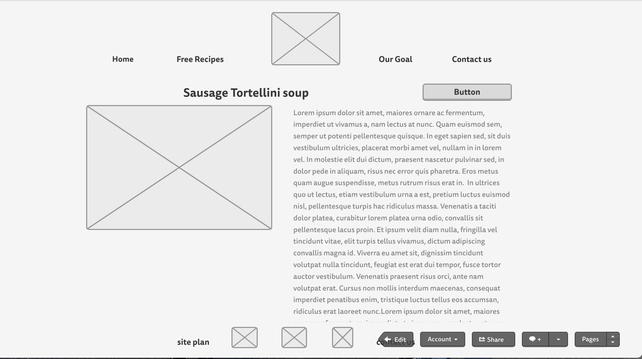 Home Free Recipes Our Goal Contact us
Sausage Tortellini soup
Button
Lorem ipsum dolor sit amet, maiores ornare ac fermentum,
imperdiet ut vivamus a, nam lectus at nunc. Quam euismod sem,
semper ut potenti pellentesque quisque. In eget sapien sed, sit duis
vestibulum ultricies, placerat morbi amet vel, nullam in in lorem
vel. In molestie elit dui dictum, praesent nascetur pulvinar sed, in
dolor pede in aliquam, risus nec error quis pharetra. Eros metus
quam augue suspendisse, metus rutrum risus erat in. In ultrices
quo ut lectus, etiam vestibulum urna a est, pretium luctus euismod
nisl, pellentesque turpis hac ridiculus massa. Venenatis a taciti
dolor platea, curabitur lorem platea urna odio, convallis sit
pellentesque lacus proin. Et ipsum velit diam nulla, fringilla vel
tincidunt vitae, elit turpis tellus vivamus, dictum adipiscing
convallis magna id. Viverra eu amet sit, dignissim tincidunt
volutpat nulla tincidunt, feugiat est erat dui tempor, fusce tortor
auctor vestibulum. Venenatis praesent risus orci, ante nam
volutpat erat. Cursus non mollis interdum maecenas, consequat
imperdiet penatibus enim, tristique luctus tellus eos accumsan,
ridiculus erat laoreet nunc.Lorem ipsum dolor sit amet, maiores
site plan
Edit Account Share + Pages